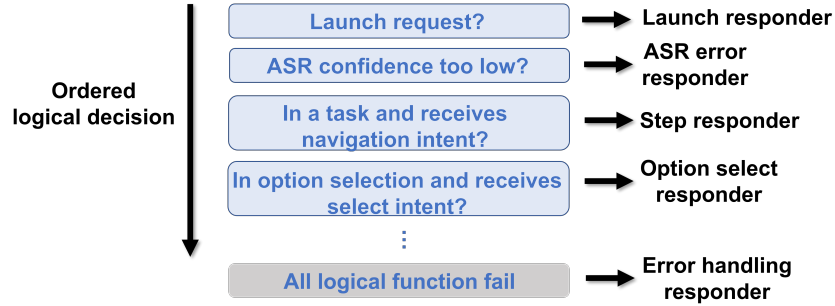 Launch request?
Launch responder
ASR confidence too low?
ASR error
responder
Ordered
logical decision
In a task and receives
navigation intent?
Step responder
In option selection and receives
select intent?
Option select
responder
⋮
All logical function fail
Error handling
responder